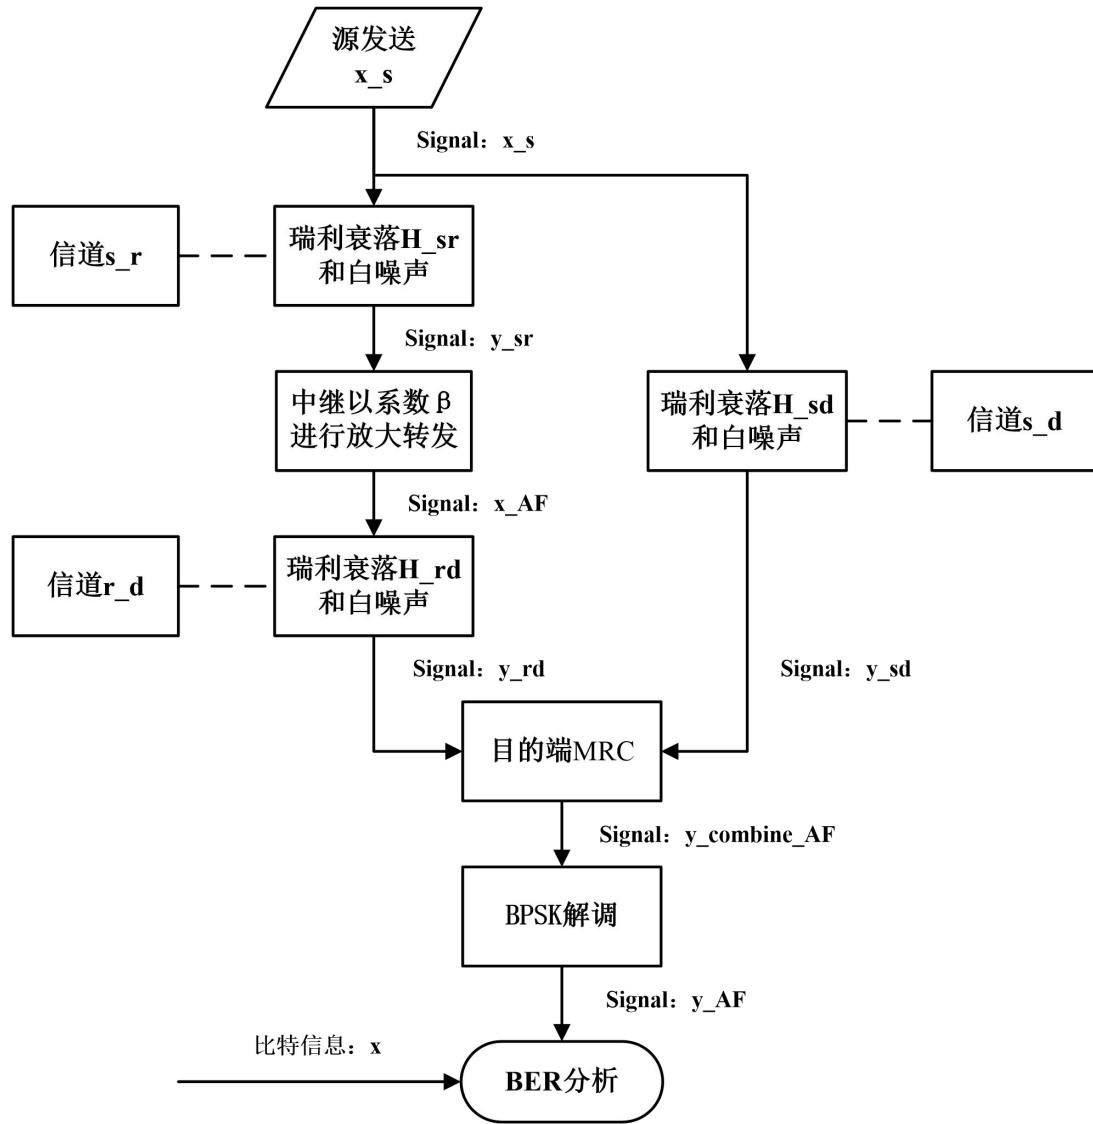 源发送
x_s
Signal：x_s
信道s_r
瑞利衰落H_sr
和白噪声
Signal：y_sr
中继以系数β
进行放大转发
瑞利衰落H_sd
和白噪声
信道s_d
Signal：x_AF
信道r_d
瑞利衰落H_rd
和白噪声
Signal：y_rd
Signal：y_sd
目的端MRC
Signal：y_combine_AF
BPSK解调
Signal：y_AF
比特信息：x
BER分析